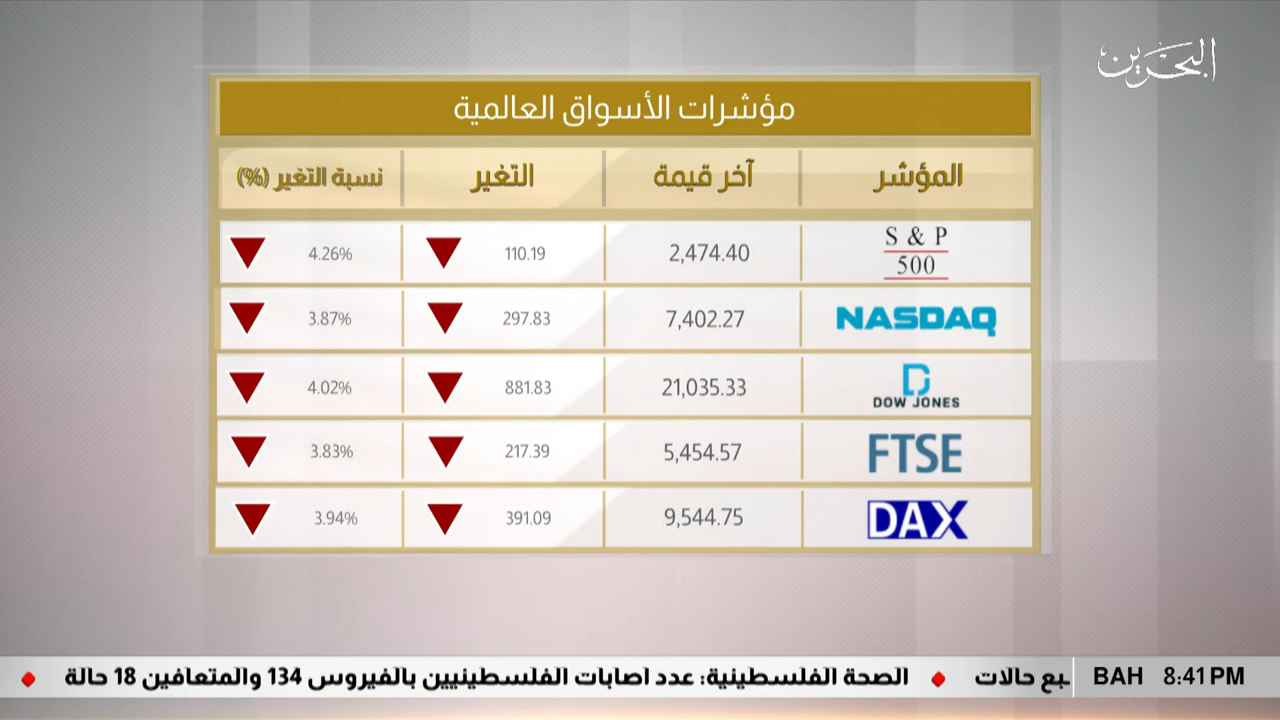 البحرين
مؤشرات الأسواق العالمية
المؤشر آخر قيمة التغير نسبة التغير (%)
S & P
500
2,474.40 110.19 4.26%
NASDAQ 7,402.27 297.83 3.87%
DOW JONES 21,035.33 881.83 4.02%
FTSE 5,454.57 217.39 3.83%
DAX 9,544.75 391.09 3.94%
BAH 8:41 PM
حالات الصحة الفلسطينية: عدد اصابات الفلسطينيين بالفيروس 134 والمتعافين 18 حالة